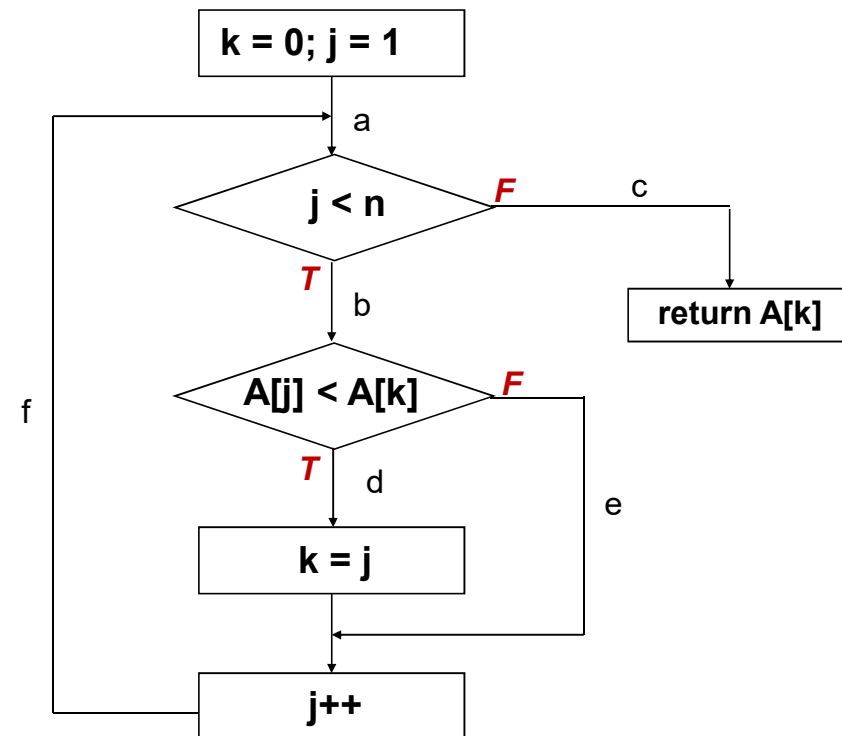 k = 0; j = 1
a
j < n
F
c
T
b
return A[k]
A[j] < A[k]
F
f
T
d
e
k = j
j++